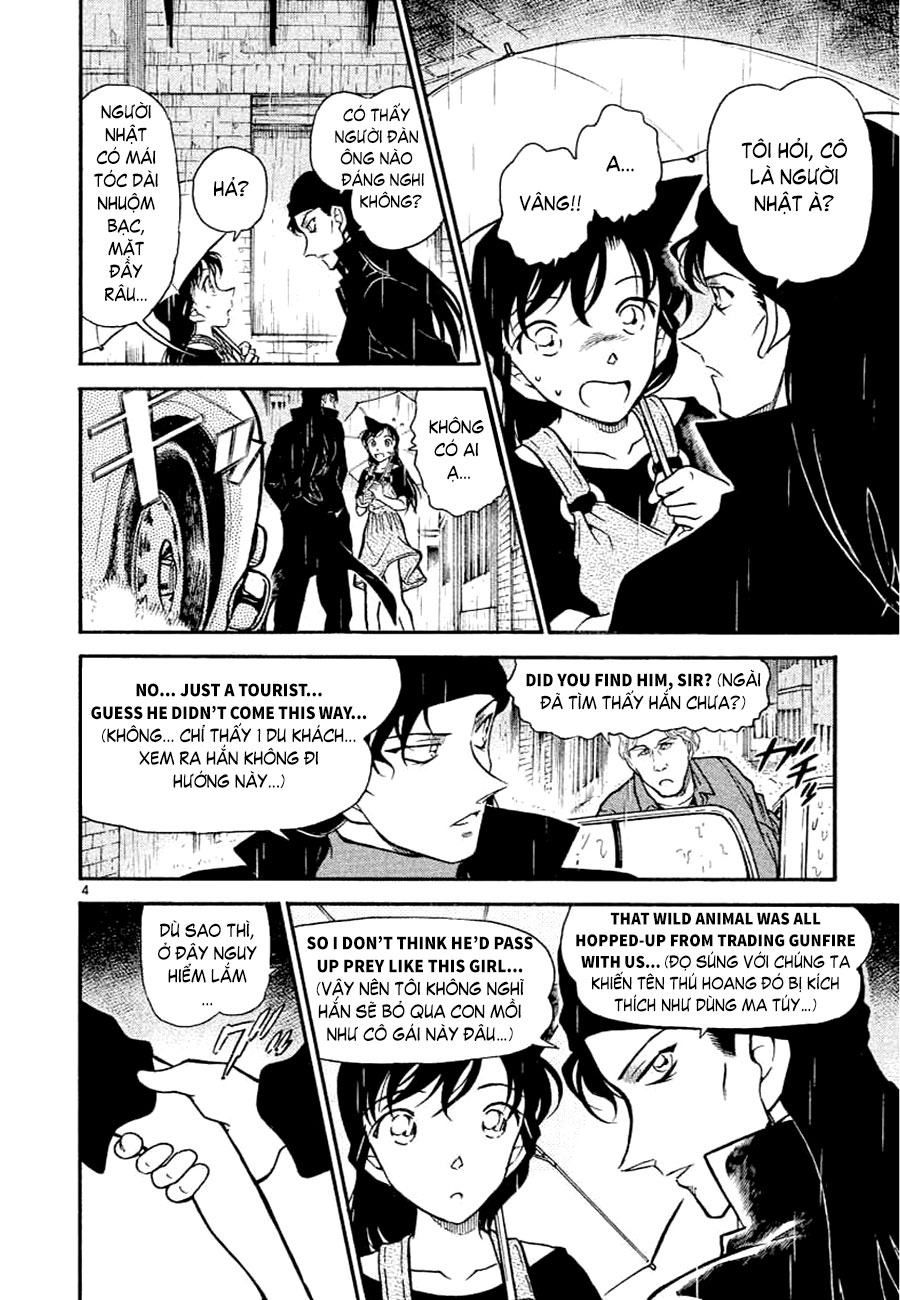 TÔI HỎI, CÔ
LÀ NGƯỜI
NHẬT À?
A...
VÂNG!!
CÓ THẤY
NGƯỜI ĐÀN
ÔNG NÀO
ĐÁNG NGHI
KHÔNG?
HẢ?
NGƯỜI
NHẬT
CÓ MÁI
TÓC DÀI
NHUỘM
BẠC,
MẶT
ĐẦY
RÂU...
KHÔNG
CÓ AI
Ạ...
DID YOU FIND HIM, SIR? (NGÀI
ĐÃ TÌM THẤY HẮN CHƯA?)
NO... JUST A TOURIST...
GUESS HE DIDN'T COME THIS WAY...
(KHÔNG... CHỈ THẤY 1 DU KHÁCH...
XEM RA HẮN KHÔNG ĐI
HƯỚNG NÀY...)
ガチャ
4
THAT WILD ANIMAL WAS ALL
HOPPED-UP FROM TRADING GUNFIRE
WITH US... (ĐỌ SÚNG VỚI CHÚNG TA
KHIẾN TÊN THÚ HOANG ĐÓ BỊ KÍCH
THÍCH NHƯ DÙNG MA TÚY...)
SO I DON'T THINK HE'D PASS
UP PREY LIKE THIS GIRL...
(VẬY NÊN TÔI KHÔNG NGHĨ
HẮN SẼ BỎ QUA CON MỒI
NHƯ CÔ GÁI NÀY ĐÂU...)
DÙ SAO THÌ,
Ở ĐÂY NGUY
HIỂM LẮM
...